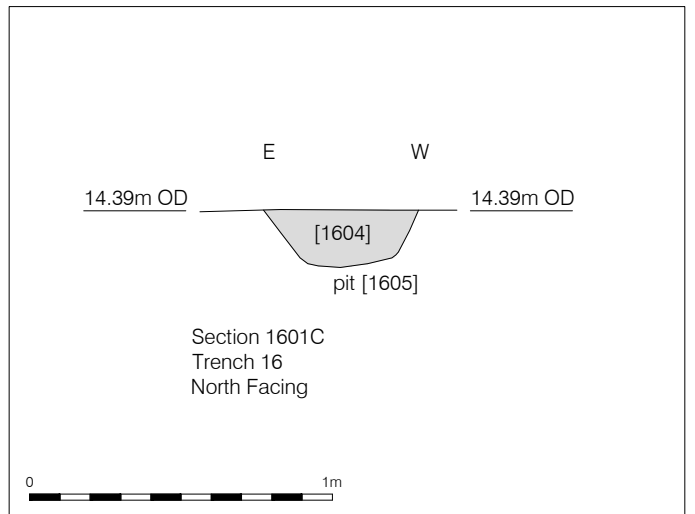 E W
14.39m OD 14.39m OD
[1604]
pit [1605]
Section 1601C
Trench 16
North Facing
0 1m